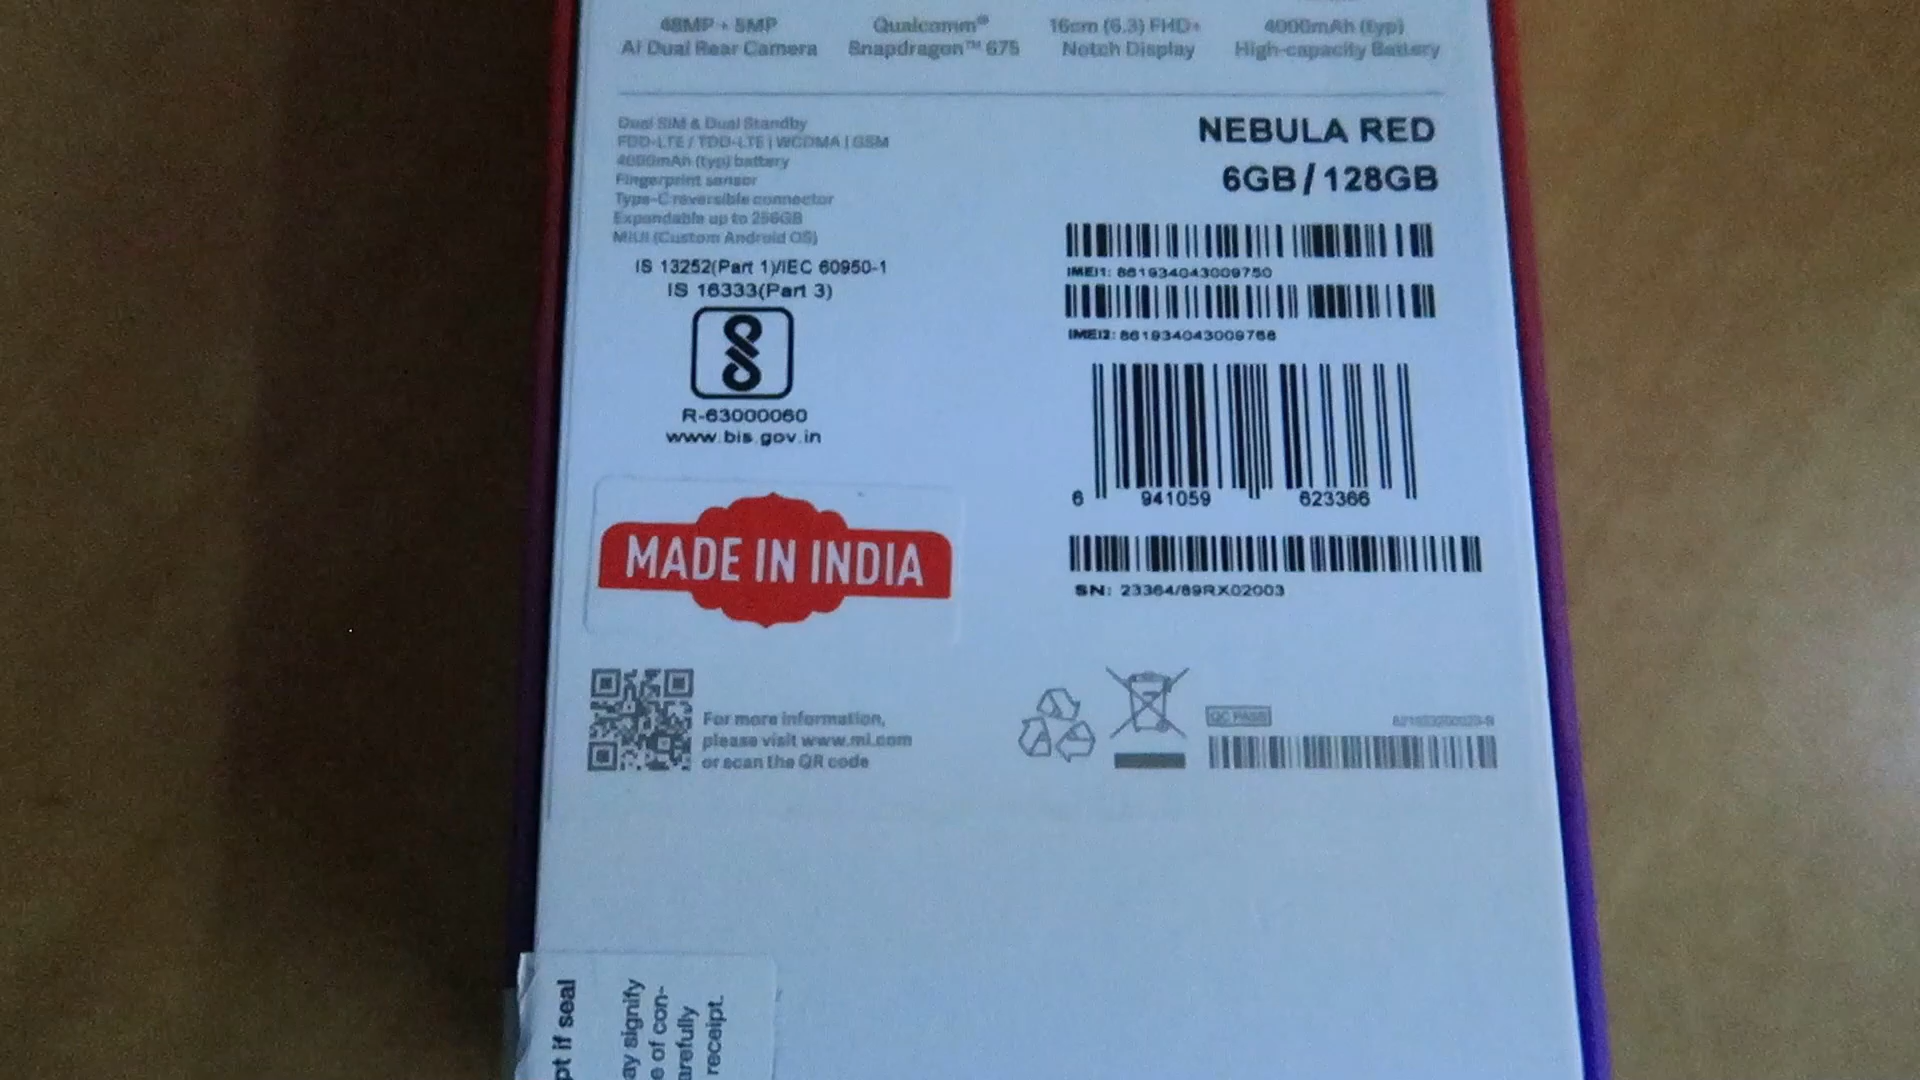 48MP + 5MP
AI Dual Rear Camera
Qualcomm®
Snapdragon™ 675
16cm (6.3) FHD+
Notch Display
4000mAh (typ)
High-capacity Battery
Dual SIM & Dual Standby
FDD-LTE / TDD-LTE | WCDMA | GSM
4000mAh (typ) battery
Fingerprint sensor
Type-C reversible connector
Expandable up to 256GB
MIUI (Custom Android OS)
IS 13252(Part 1)/IEC 60950-1
IS 16333(Part 3)
R-63000060
www.bis.gov.in
NEBULA RED
6GB / 128GB
IMEI1: 861934043009750
IMEI2: 861934043009768
6 941059 623366
SN: 23364/89RX02003
MADE IN INDIA
For more information,
please visit www.mi.com
or scan the QR code
QC PASS
pt if seal
ay signify
e of con-
arefully
receipt.